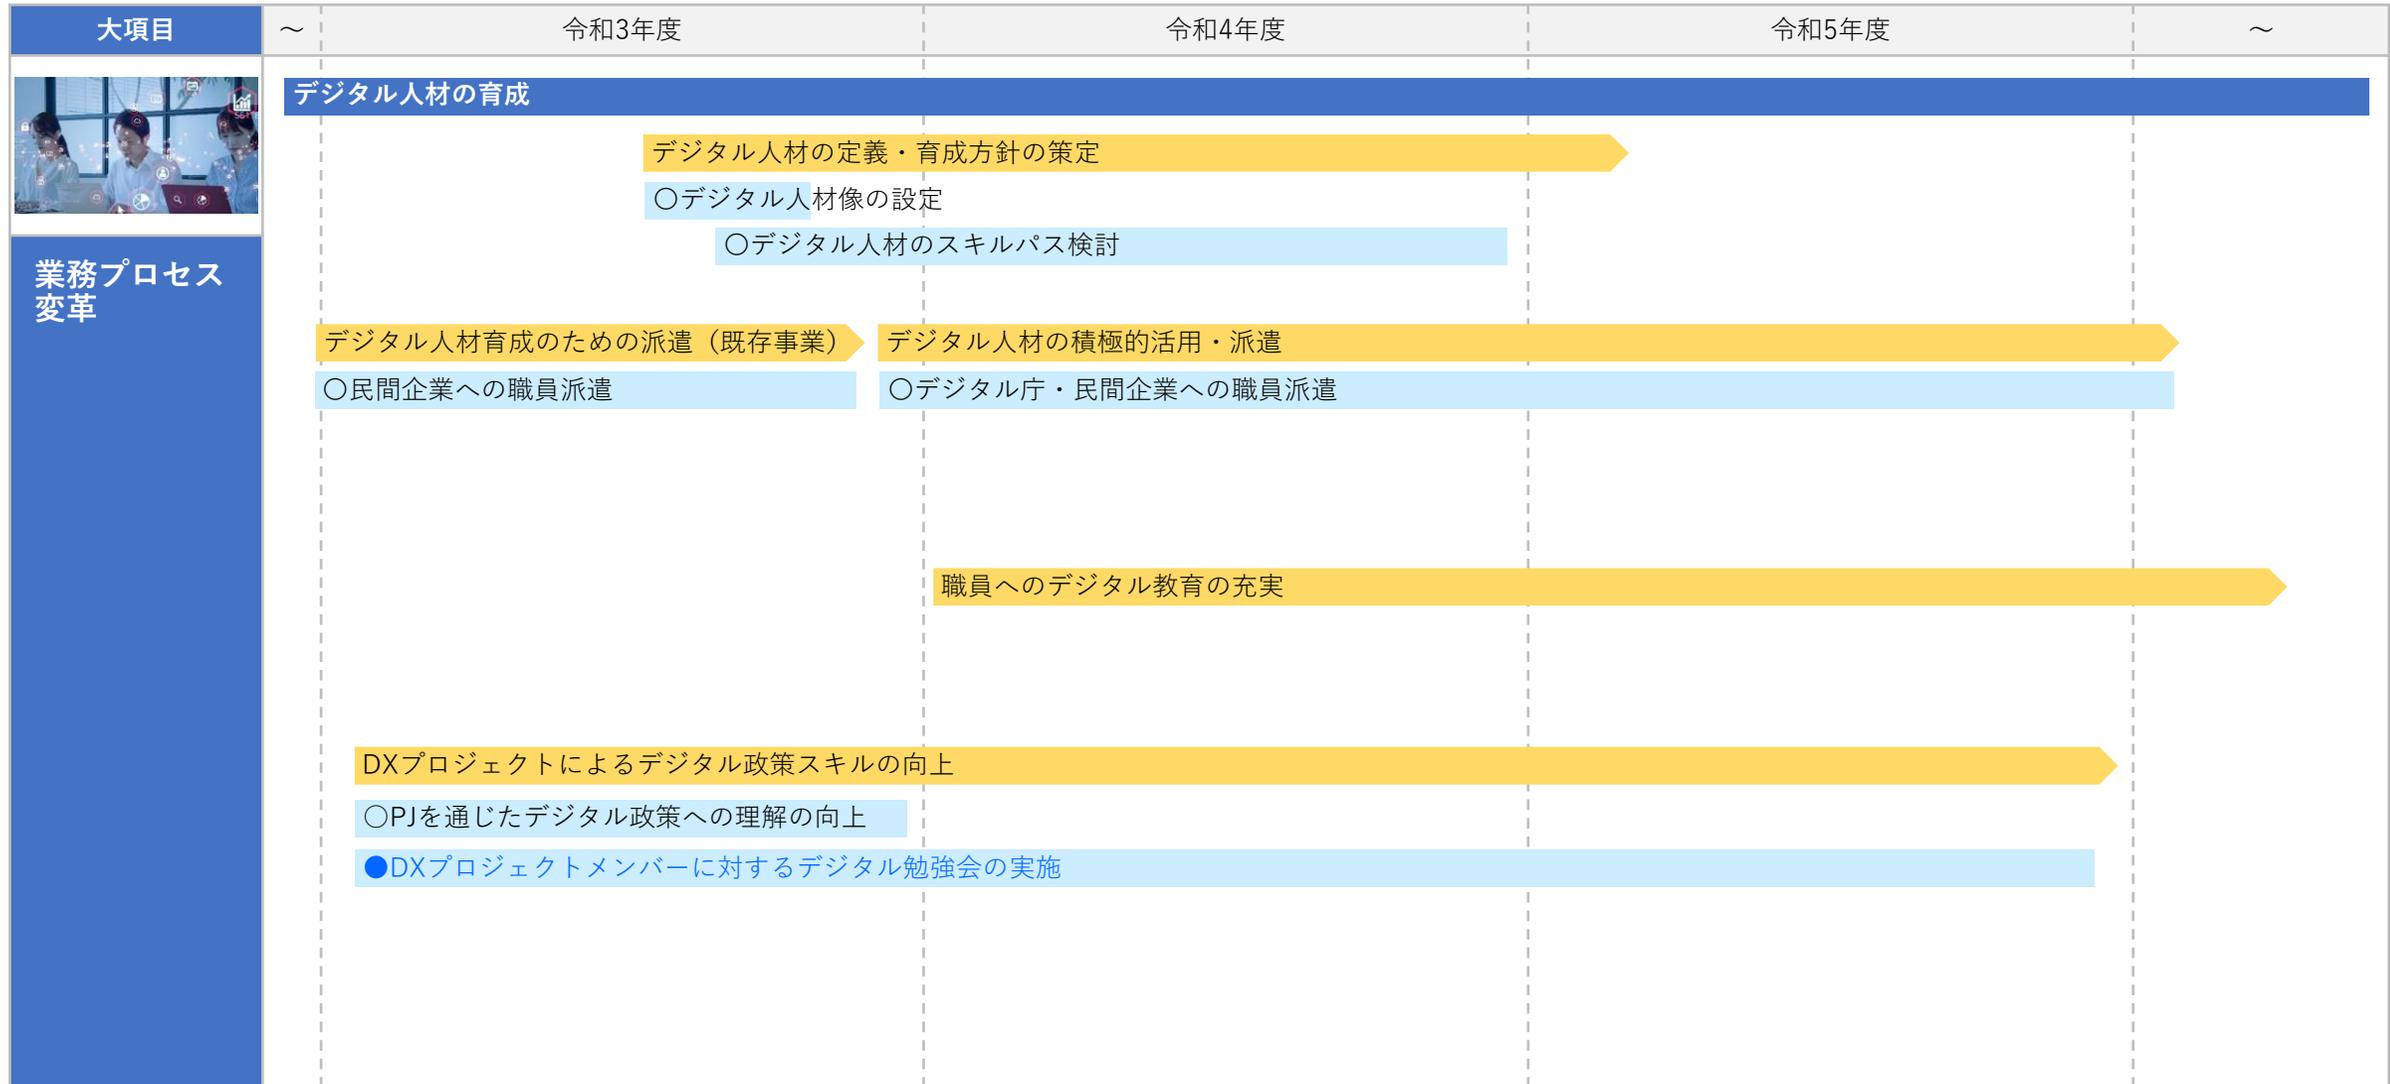 大項目
～
令和3年度
令和4年度
令和5年度
～
デジタル人材の育成
デジタル人材の定義・育成方針の策定
〇デジタル人材像の設定
〇デジタル人材のスキルパス検討
業務プロセス
変革
デジタル人材育成のための派遣（既存事業）
デジタル人材の積極的活用・派遣
〇民間企業への職員派遣
〇デジタル庁・民間企業への職員派遣
職員へのデジタル教育の充実
DXプロジェクトによるデジタル政策スキルの向上
○PJを通じたデジタル政策への理解の向上
●DXプロジェクトメンバーに対するデジタル勉強会の実施